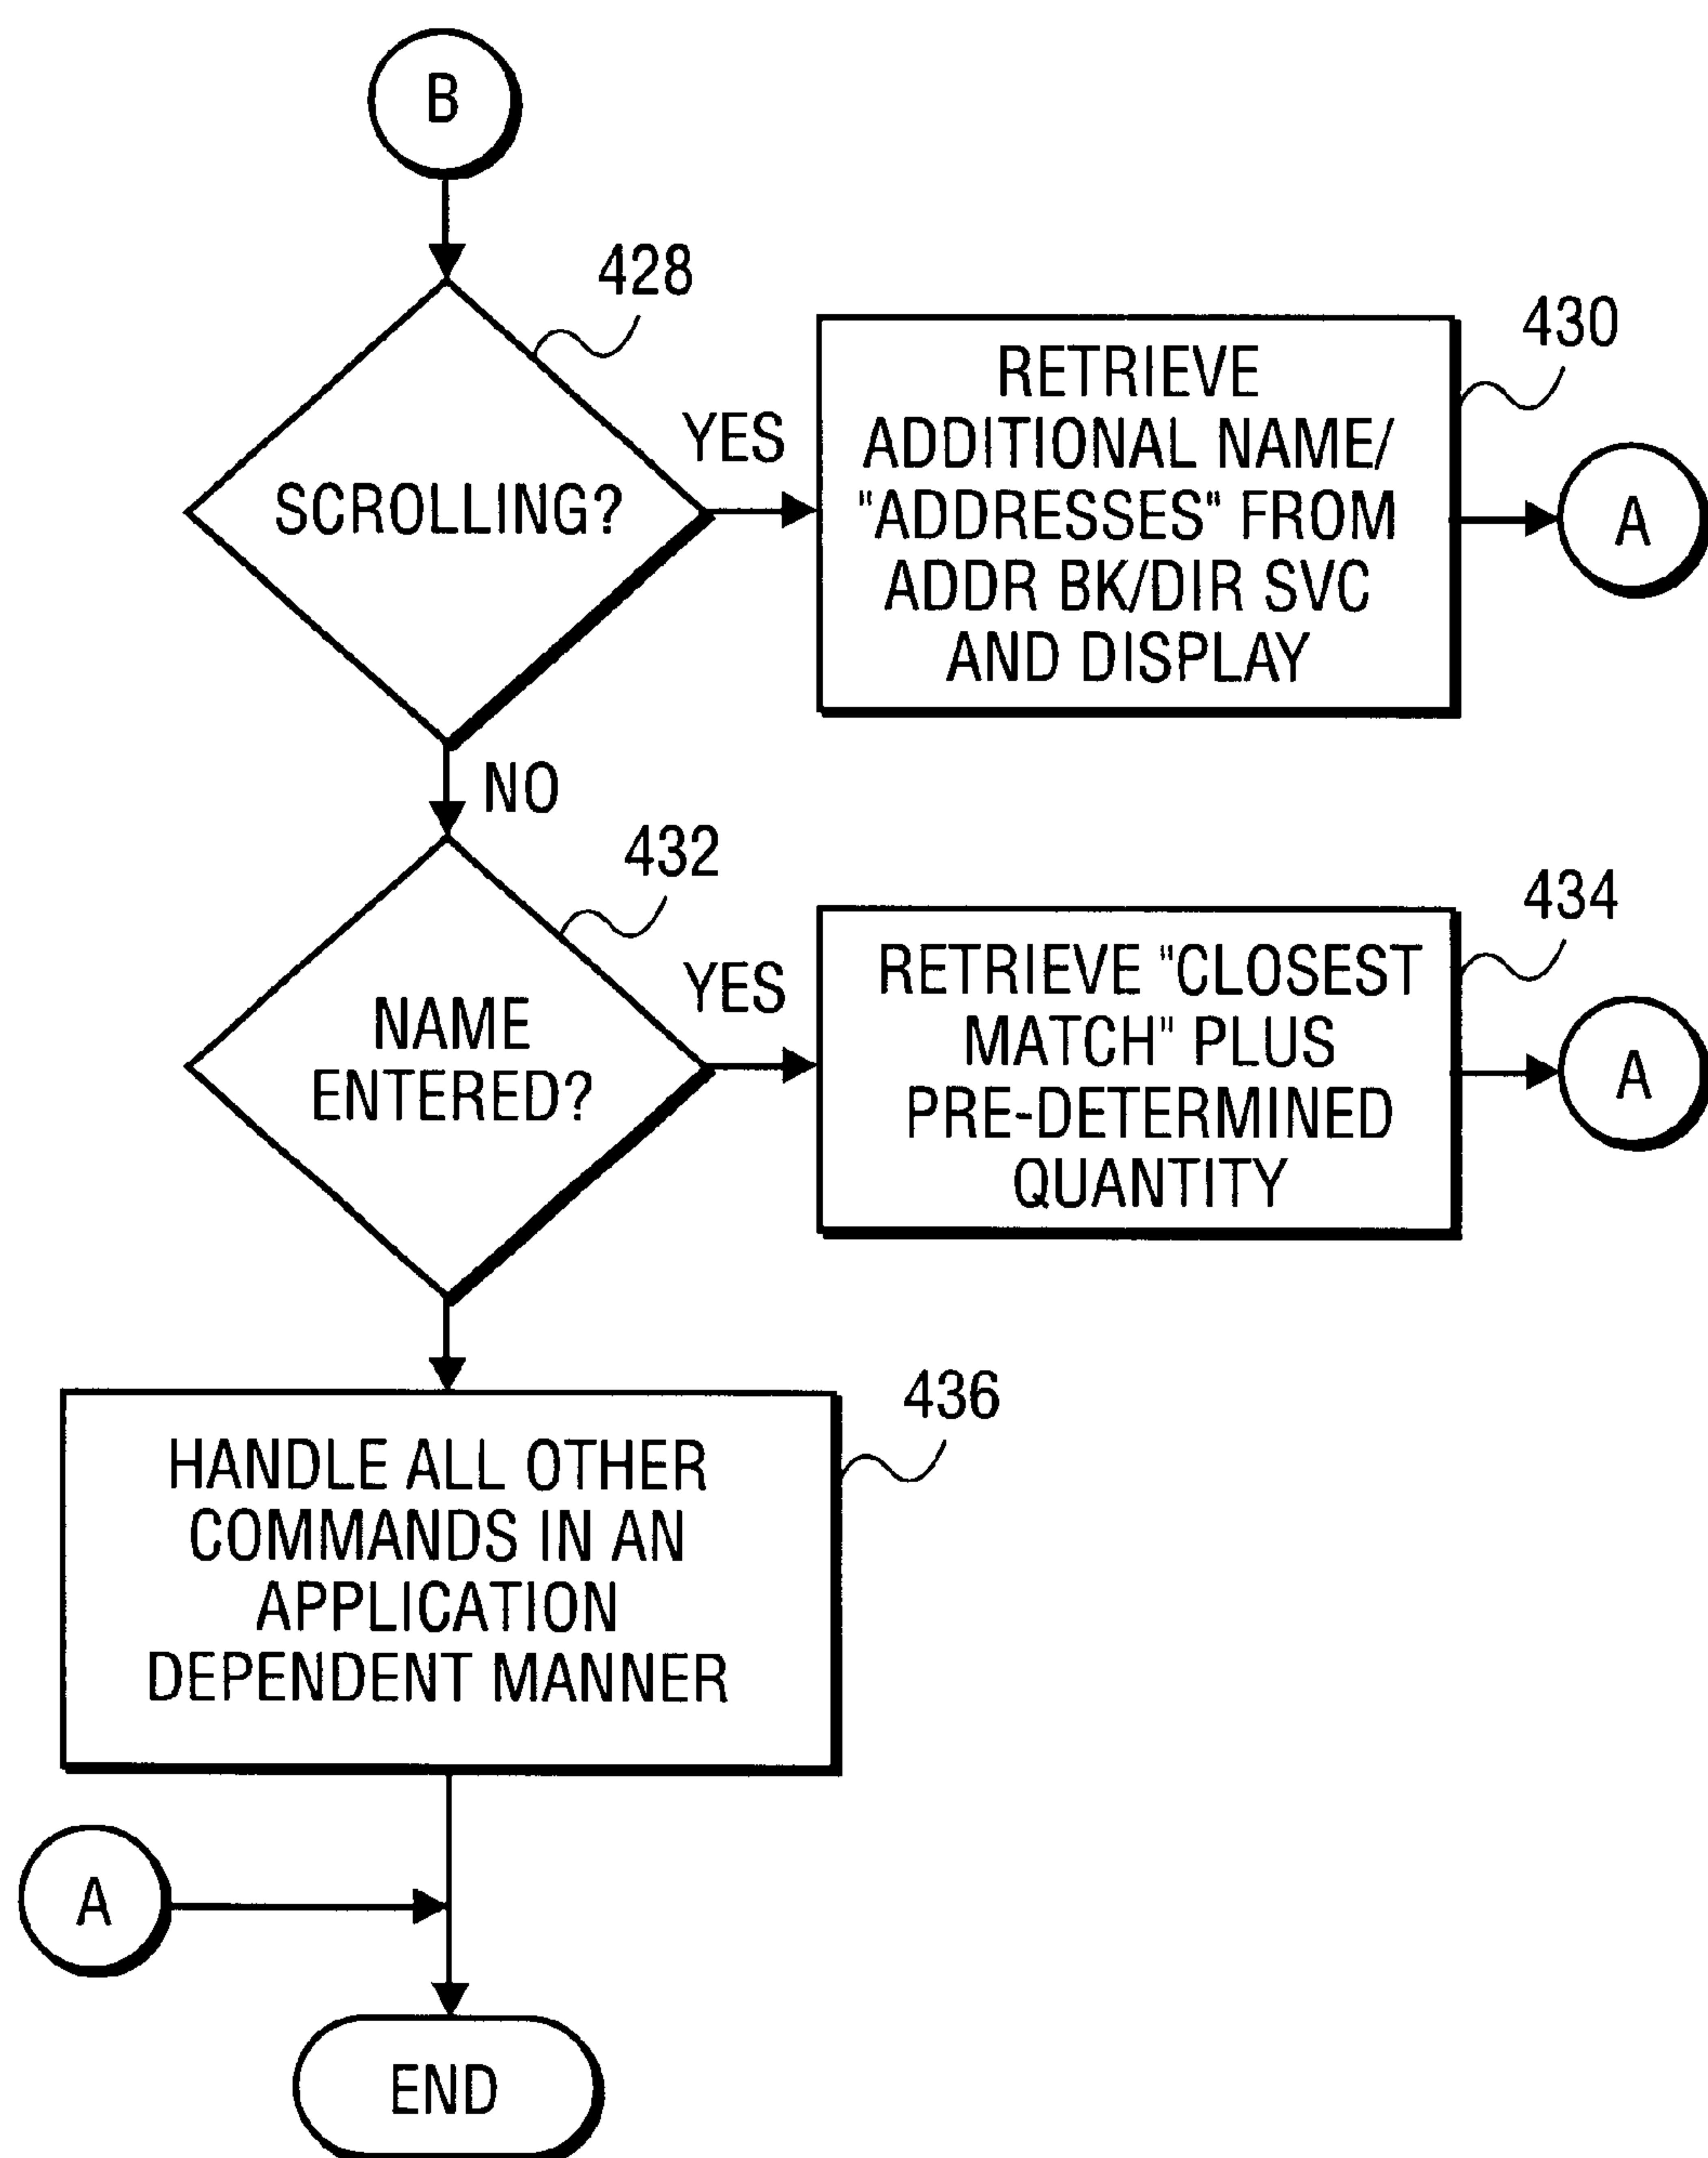 B
428
SCROLLING?
YES
430
RETRIEVE
ADDITIONAL NAME/
"ADDRESSES" FROM
ADDR BK/DIR SVC
AND DISPLAY
A
NO
432
NAME
ENTERED?
YES
434
RETRIEVE "CLOSEST
MATCH" PLUS
PRE-DETERMINED
QUANTITY
A
436
HANDLE ALL OTHER
COMMANDS IN AN
APPLICATION
DEPENDENT MANNER
A
END